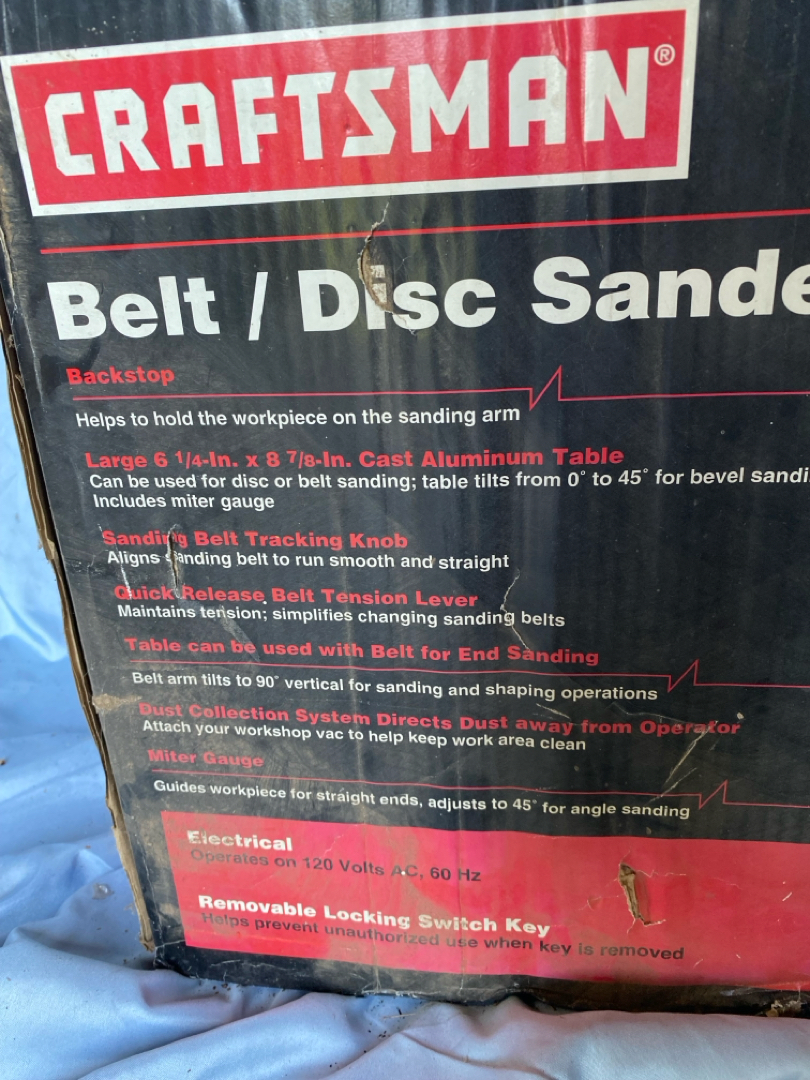 CRAFTSMAN®
Belt / Disc Sande
Backstop
Helps to hold the workpiece on the sanding arm
Large 6 1/4-In. x 8 7/8-In. Cast Aluminum Table
Can be used for disc or belt sanding; table tilts from 0° to 45° for bevel sandi
Includes miter gauge
Sanding Belt Tracking Knob
Aligns sanding belt to run smooth and straight
Quick Release Belt Tension Lever
Maintains tension; simplifies changing sanding belts
Table can be used with Belt for End Sanding
Belt arm tilts to 90° vertical for sanding and shaping operations
Dust Collection System Directs Dust away from Operator
Attach your workshop vac to help keep work area clean
Miter Gauge
Guides workpiece for straight ends, adjusts to 45° for angle sanding
Electrical
Operates on 120 Volts AC, 60 Hz
Removable Locking Switch Key
Helps prevent unauthorized use when key is removed